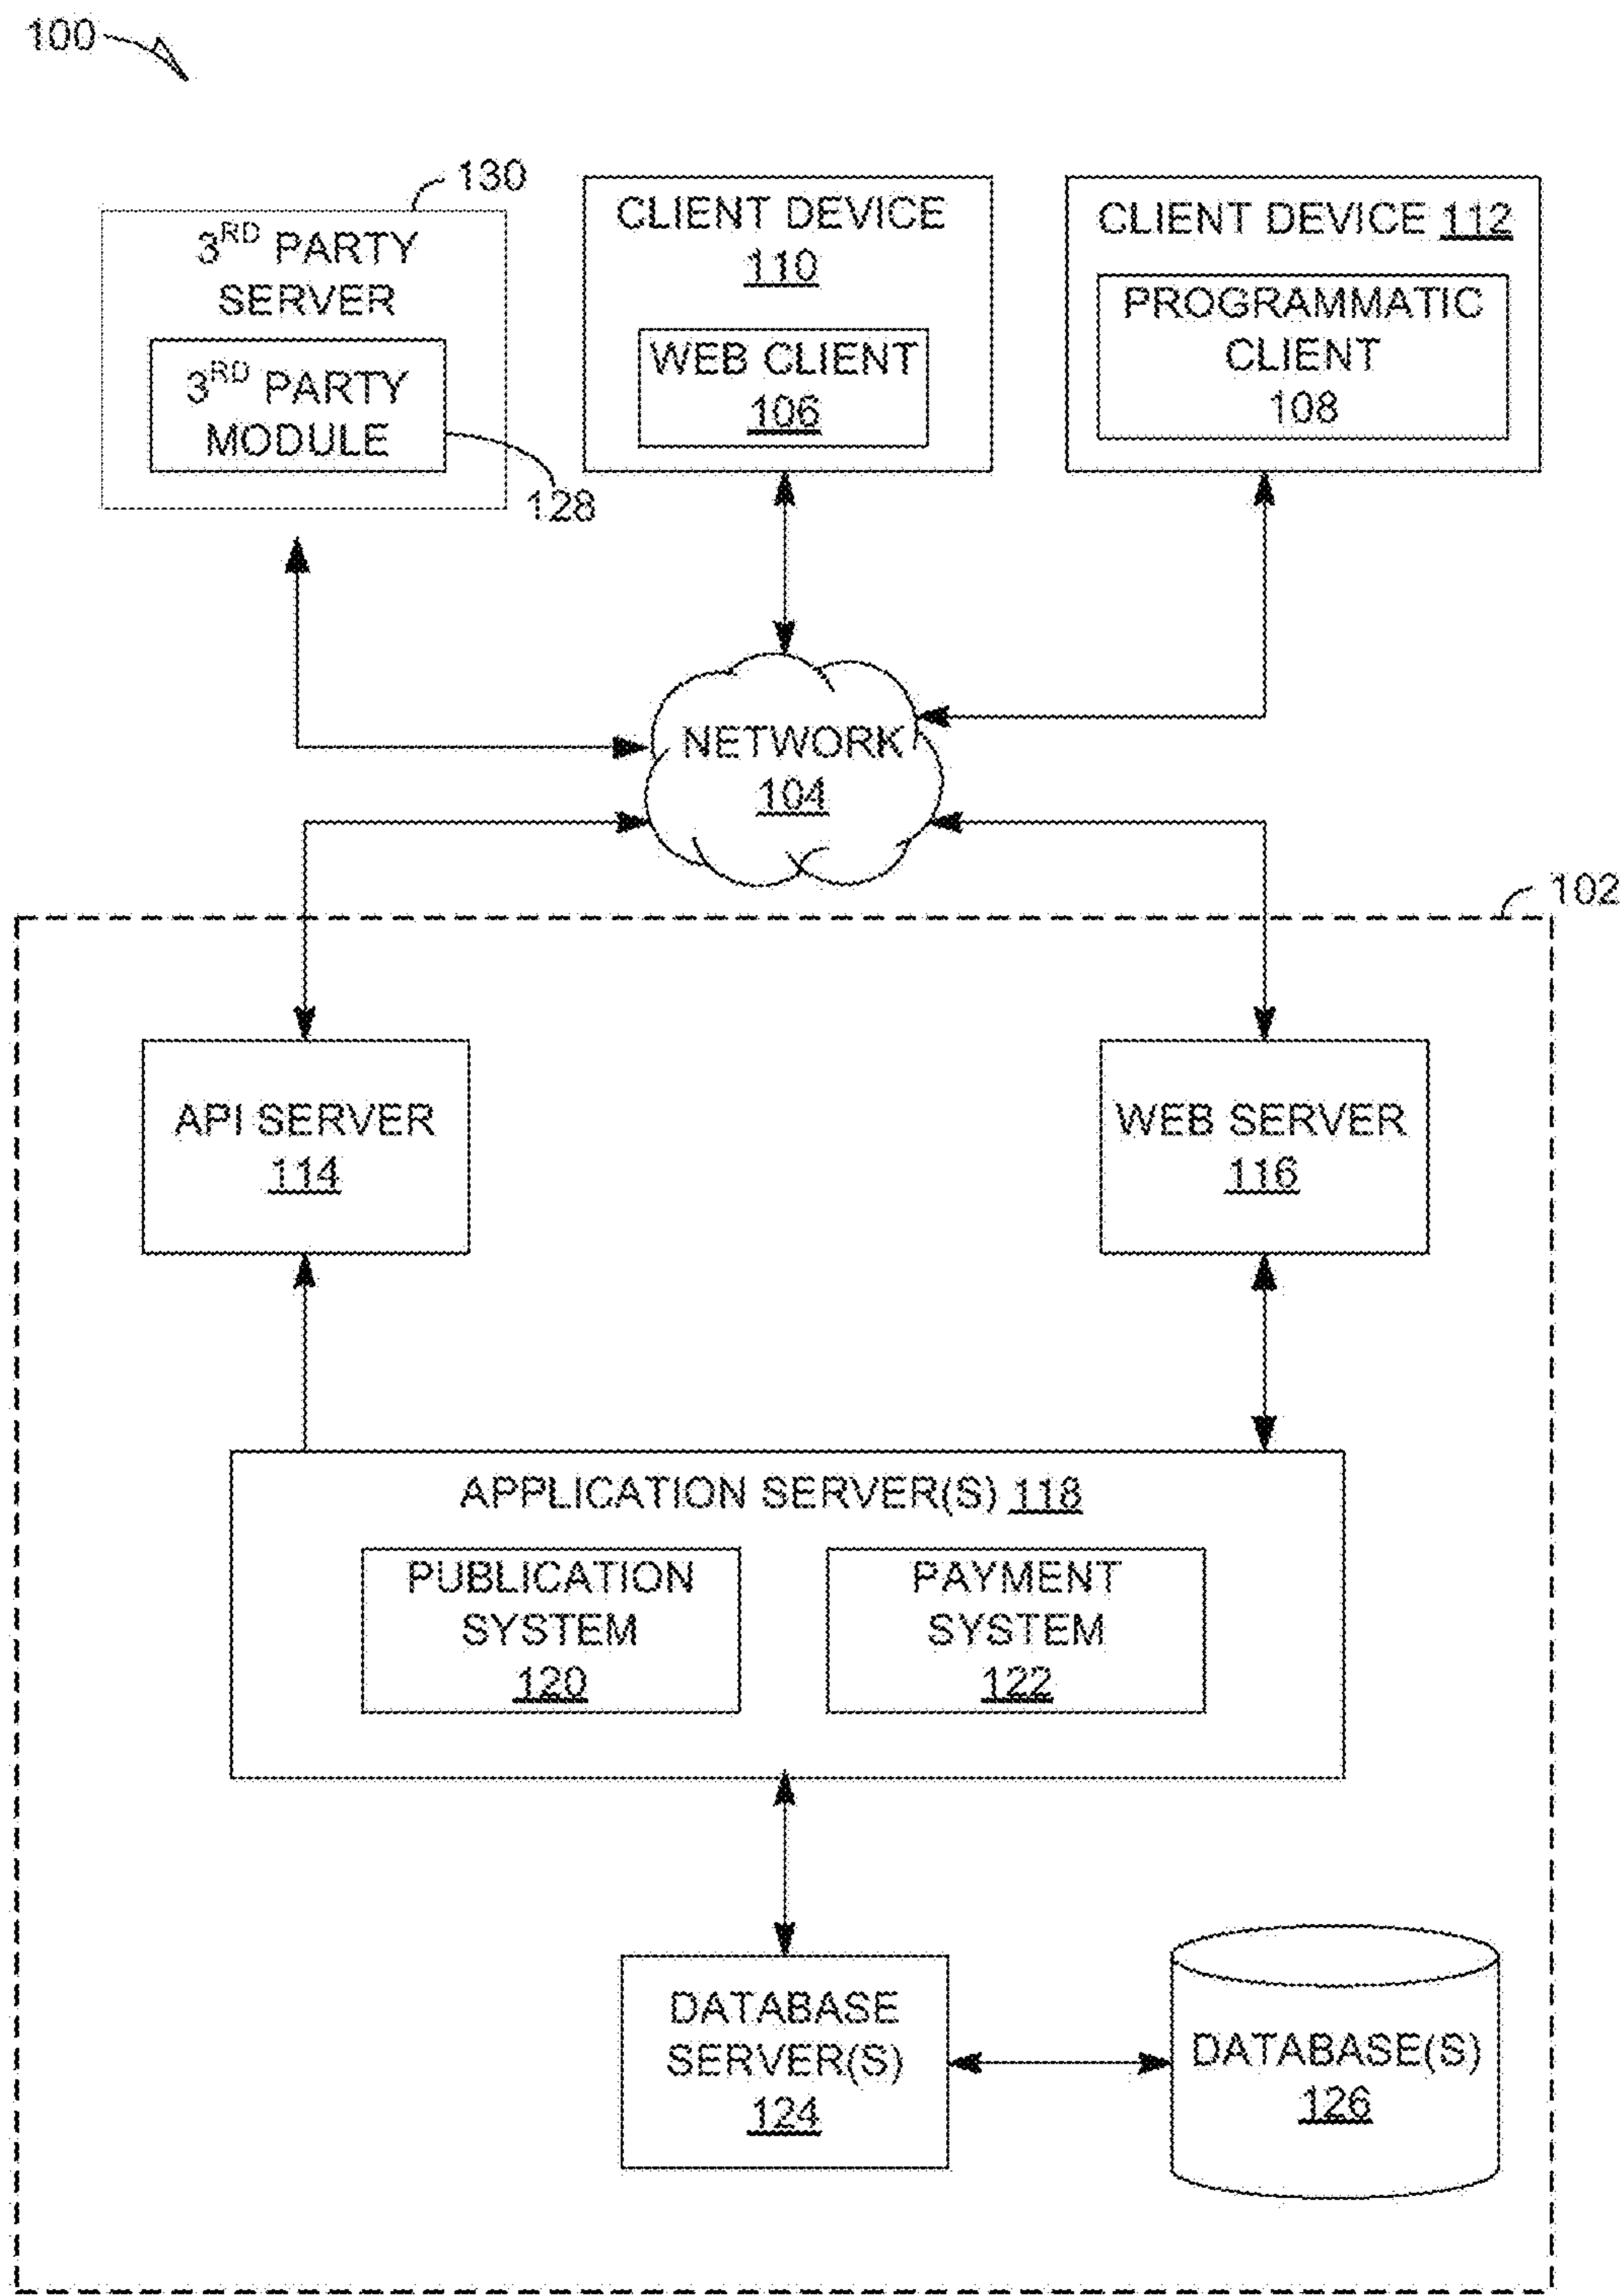 100
130
3RD PARTY
SERVER
3RD PARTY
MODULE
128
CLIENT DEVICE
110
WEB CLIENT
106
CLIENT DEVICE 112
PROGRAMMATIC
CLIENT
108
NETWORK
104
102
API SERVER
114
WEB SERVER
116
APPLICATION SERVER(S) 118
PUBLICATION
SYSTEM
120
PAYMENT
SYSTEM
122
DATABASE
SERVER(S)
124
DATABASE(S)
126